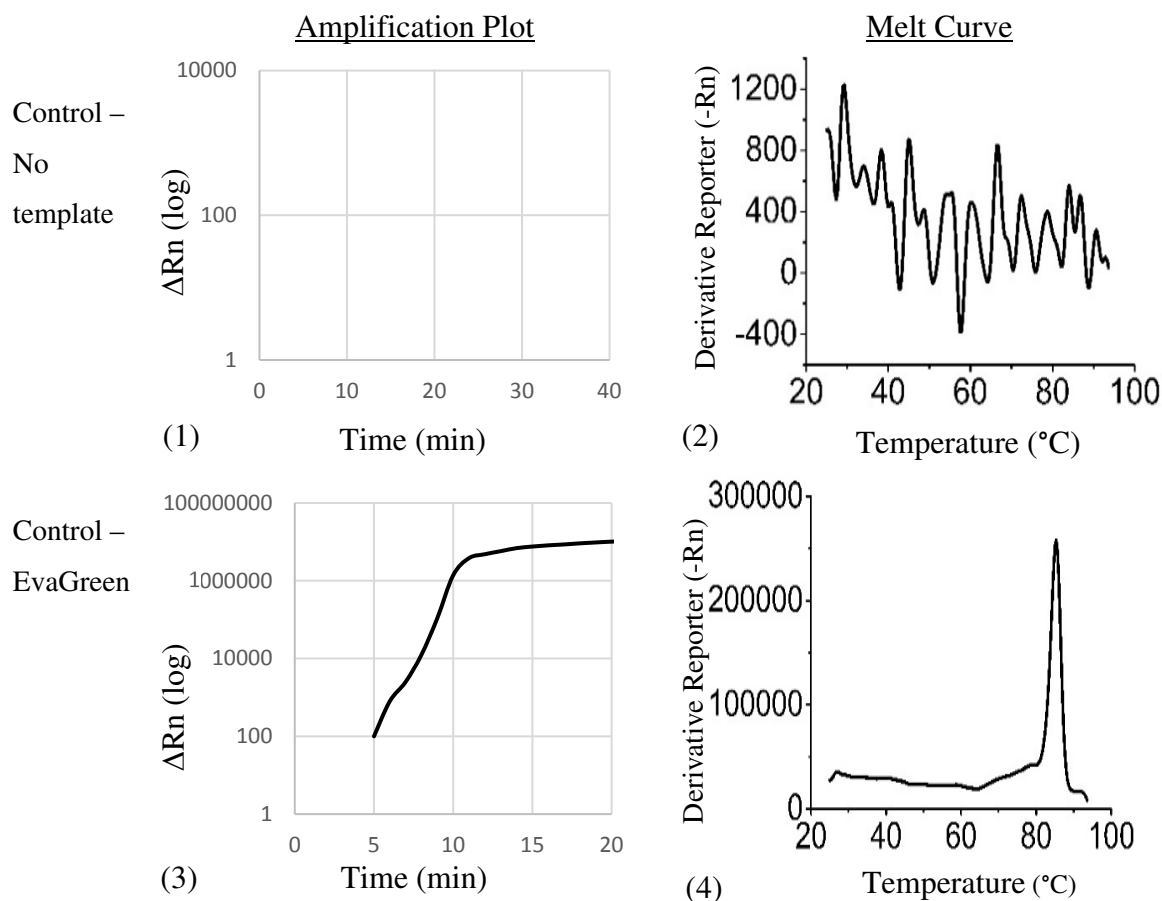 Amplification Plot
Melt Curve
Control –
No
template
ΔRn (log)
10000
100
1
0 10 20 30 40
Time (min)
(1)
Derivative Reporter (-Rn)
1200
800
400
0
-400
20 40 60 80 100
Temperature (°C)
(2)
Control –
EvaGreen
ΔRn (log)
100000000
1000000
10000
100
1
0 5 10 15 20
Time (min)
(3)
Derivative Reporter (-Rn)
300000
200000
100000
0
20 40 60 80 100
Temperature (°C)
(4)